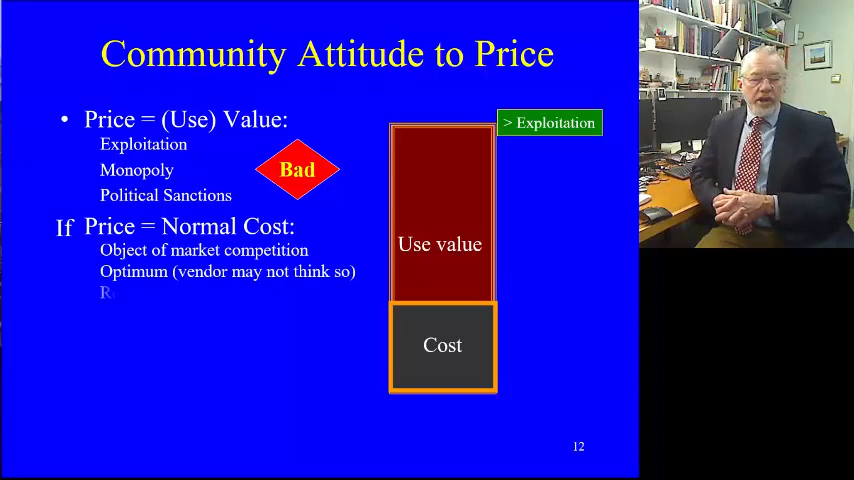 Community Attitude to Price
• Price = (Use) Value:
Exploitation
Monopoly
Political Sanctions
Bad
If Price = Normal Cost:
Object of market competition
Optimum (vendor may not think so)
> Exploitation
Use value
Cost
12